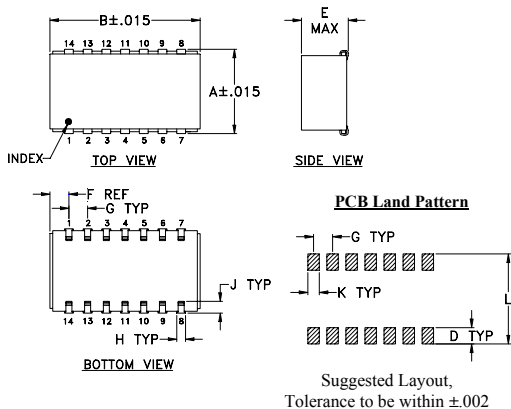 B±.015
14 13 12 11 10 9 8
A±.015
INDEX
1 2 3 4 5 6 7
TOP VIEW
E
MAX
SIDE VIEW
F REF
G TYP
1 2 3 4 5 6 7
J TYP
14 13 12 11 10 9 8
H TYP
BOTTOM VIEW
PCB Land Pattern
G TYP
K TYP
L
D TYP
Suggested Layout,
Tolerance to be within ±.002